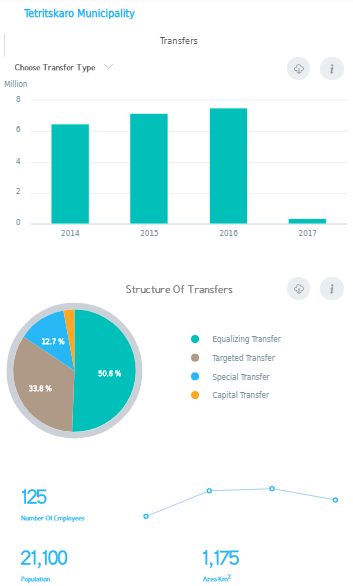 Tetritskaro Municipality
Transfers
Choose Transfer Type
Million
8
6
4
2
0
2014 2015 2016 2017
Structure Of Transfers
12.7 %
50.6 %
33.8 %
Equalizing Transfer
Targeted Transfer
Special Transfer
Capital Transfer
125
Number Of Employees
21,100
Population
1,175
Area Km²